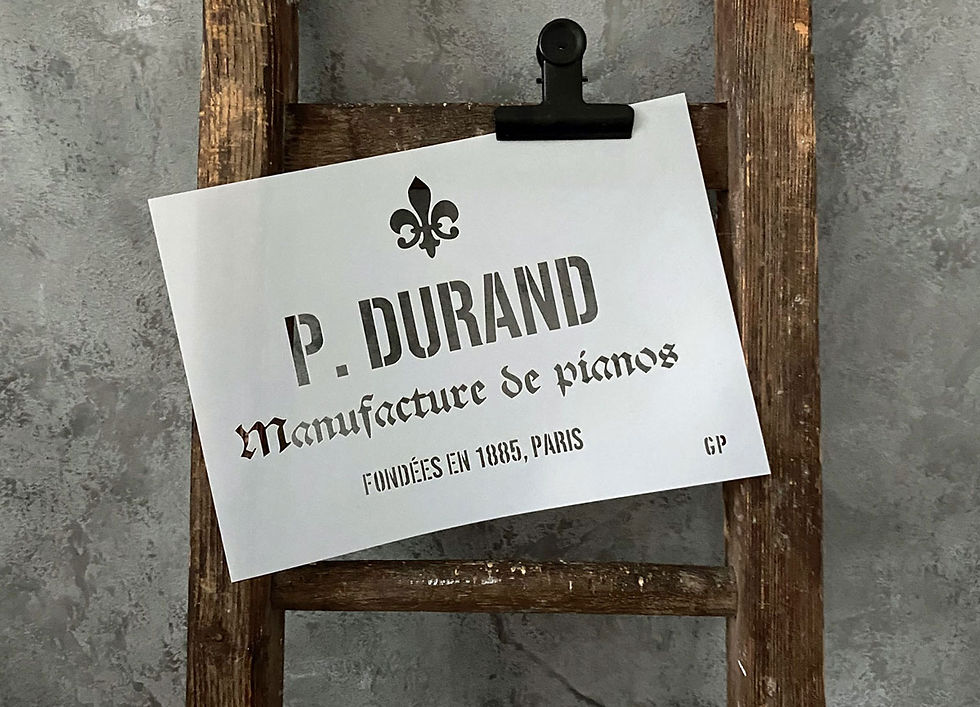 P. DURAND
Manufacture de pianos
FONDÉES EN 1885, PARIS
GP